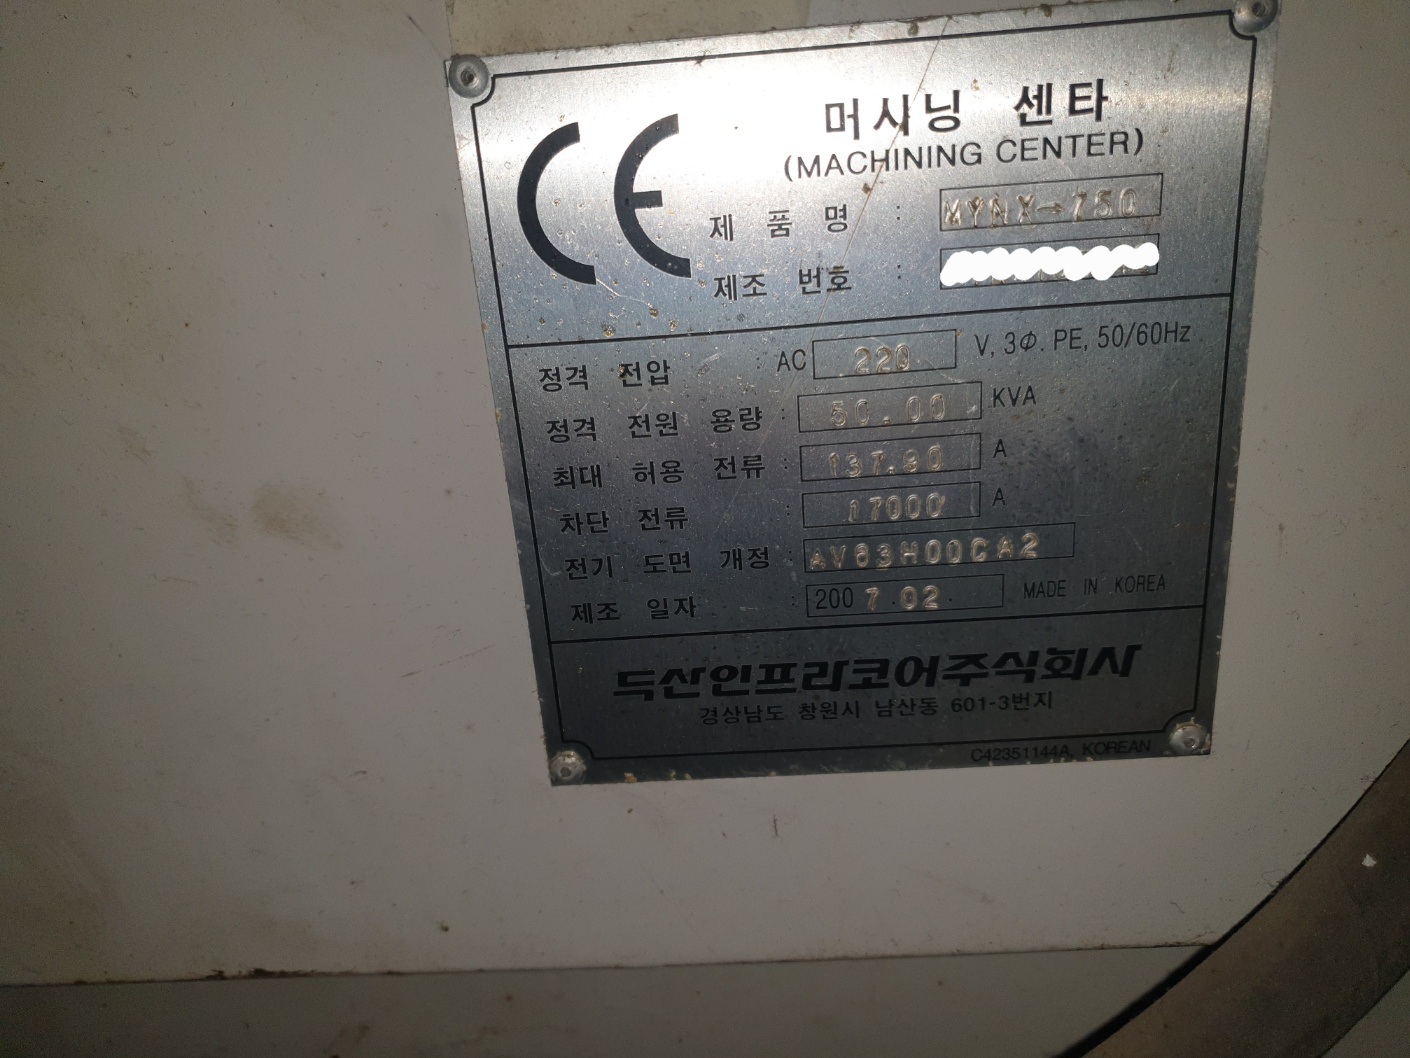 CE
머시닝 센타
(MACHINING CENTER)
제 품 명 : MYNX-750
제조 번호 :
정격 전압 : AC 220 V, 3Φ. PE, 50/60Hz
정격 전원 용량 : 50.00 KVA
최대 허용 전류 : 137.90 A
차단 전류 : 17000 A
전기 도면 개정 : AV63H00CA2
제조 일자 : 2007.02. MADE IN KOREA
두산인프라코어주식회사
경상남도 창원시 남산동 601-3번지
C42351144A, KOREAN